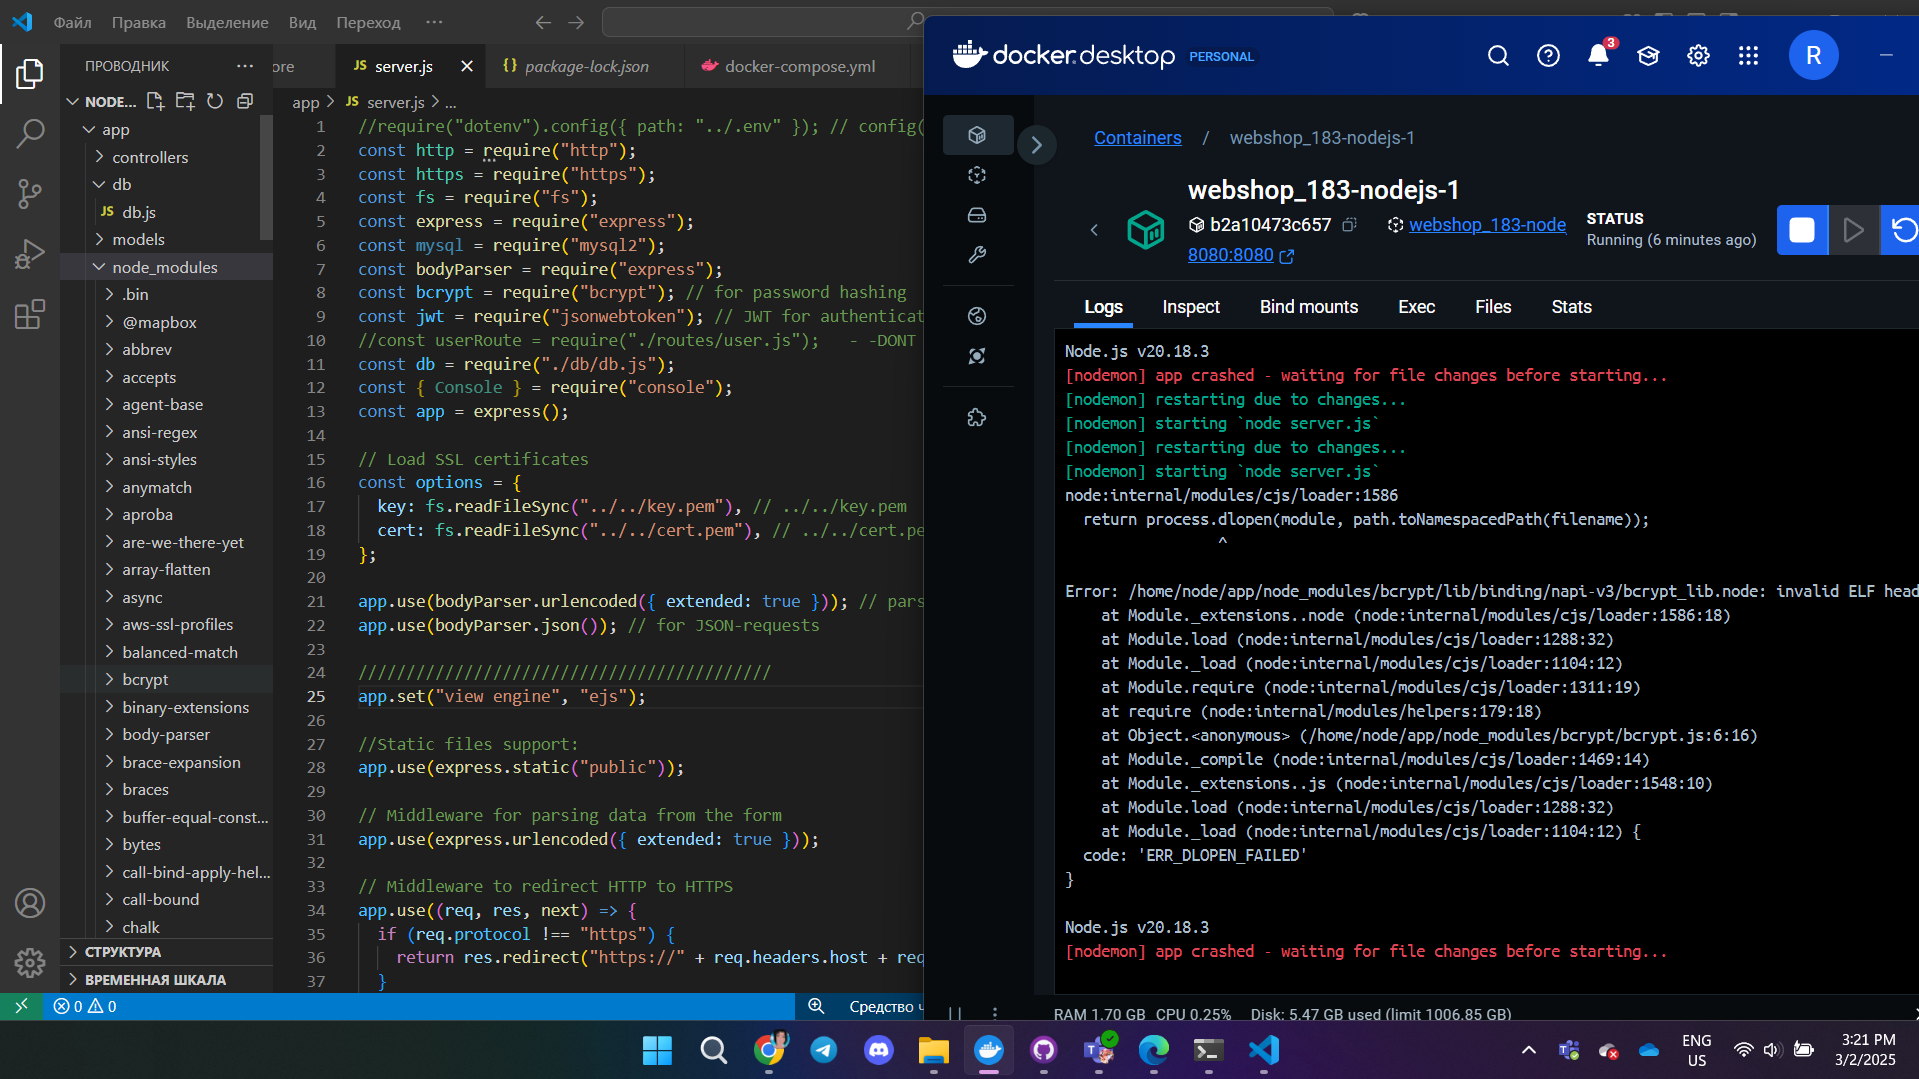 Файл Правка Выделение Вид Переход ...
ПРОВОДНИК ...
NODE...
app
controllers
db
JS db.js
models
node_modules
.bin
@mapbox
abbrev
accepts
agent-base
ansi-regex
ansi-styles
anymatch
aproba
are-we-there-yet
array-flatten
async
aws-ssl-profiles
balanced-match
bcrypt
binary-extensions
body-parser
brace-expansion
braces
buffer-equal-const...
bytes
call-bind-apply-hel...
call-bound
chalk
СТРУКТУРА
ВРЕМЕННАЯ ШКАЛА
ore
JS server.js
{} package-lock.json
docker-compose.yml
app > JS server.js > ...
1 //require("dotenv").config({ path: "../.env" }); // config(
2 const http = require("http");
3 const https = require("https");
4 const fs = require("fs");
5 const express = require("express");
6 const mysql = require("mysql2");
7 const bodyParser = require("express");
8 const bcrypt = require("bcrypt"); // for password hashing
9 const jwt = require("jsonwebtoken"); // JWT for authenticat
10 //const userRoute = require("./routes/user.js");   - -DONT
11 const db = require("./db/db.js");
12 const { Console } = require("console");
13 const app = express();
14
15 // Load SSL certificates
16 const options = {
17 key: fs.readFileSync("../../key.pem"), // ../../key.pem
18 cert: fs.readFileSync("../../cert.pem"), // ../../cert.pe
19 };
20
21 app.use(bodyParser.urlencoded({ extended: true })); // pars
22 app.use(bodyParser.json()); // for JSON-requests
23
24 ///////////////////////////////////////////
25 app.set("view engine", "ejs");
26
27 //Static files support:
28 app.use(express.static("public"));
29
30 // Middleware for parsing data from the form
31 app.use(express.urlencoded({ extended: true }));
32
33 // Middleware to redirect HTTP to HTTPS
34 app.use((req, res, next) => {
35 if (req.protocol !== "https") {
36 return res.redirect("https://" + req.headers.host + req
37 }
0 0
Средство
docker.desktop PERSONAL
3
R
Containers / webshop_183-nodejs-1
webshop_183-nodejs-1
b2a10473c657
webshop_183-node
8080:8080
STATUS
Running (6 minutes ago)
Logs Inspect Bind mounts Exec Files Stats
Node.js v20.18.3
[nodemon] app crashed - waiting for file changes before starting...
[nodemon] restarting due to changes...
[nodemon] starting `node server.js`
[nodemon] restarting due to changes...
[nodemon] starting `node server.js`
node:internal/modules/cjs/loader:1586
return process.dlopen(module, path.toNamespacedPath(filename));
^
Error: /home/node/app/node_modules/bcrypt/lib/binding/napi-v3/bcrypt_lib.node: invalid ELF head
at Module._extensions..node (node:internal/modules/cjs/loader:1586:18)
at Module.load (node:internal/modules/cjs/loader:1288:32)
at Module._load (node:internal/modules/cjs/loader:1104:12)
at Module.require (node:internal/modules/cjs/loader:1311:19)
at require (node:internal/modules/helpers:179:18)
at Object.<anonymous> (/home/node/app/node_modules/bcrypt/bcrypt.js:6:16)
at Module._compile (node:internal/modules/cjs/loader:1469:14)
at Module._extensions..js (node:internal/modules/cjs/loader:1548:10)
at Module.load (node:internal/modules/cjs/loader:1288:32)
at Module._load (node:internal/modules/cjs/loader:1104:12) {
code: 'ERR_DLOPEN_FAILED'
}
Node.js v20.18.3
[nodemon] app crashed - waiting for file changes before starting...
RAM 1.70 GB CPU 0.25% Disk: 5.47 GB used (limit 1006.85 GB)
ENG
US
3:21 PM
3/2/2025